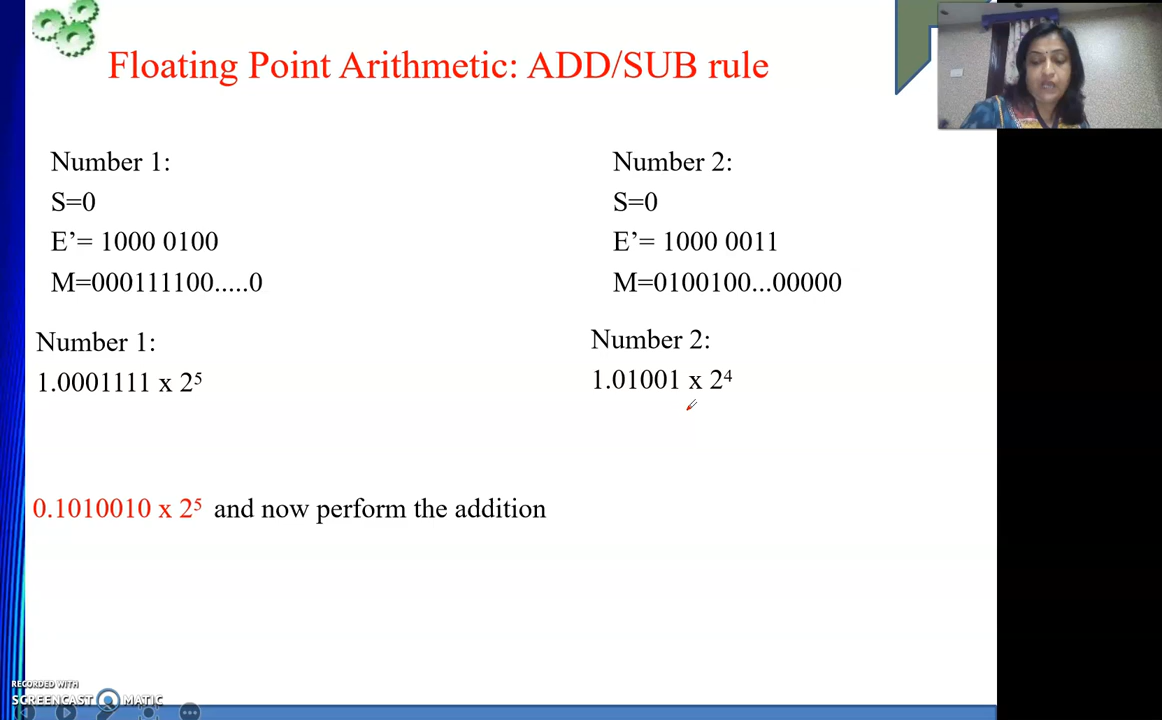 Floating Point Arithmetic: ADD/SUB rule
Number 1:
S=0
E’= 1000 0100
M=000111100.....0
Number 2:
S=0
E’= 1000 0011
M=0100100...00000
Number 1:
1.0001111 x 2⁵
Number 2:
1.01001 x 2⁴
0.1010010 x 2⁵ and now perform the addition
RECORDED WITH
SCREENCAST MATIC